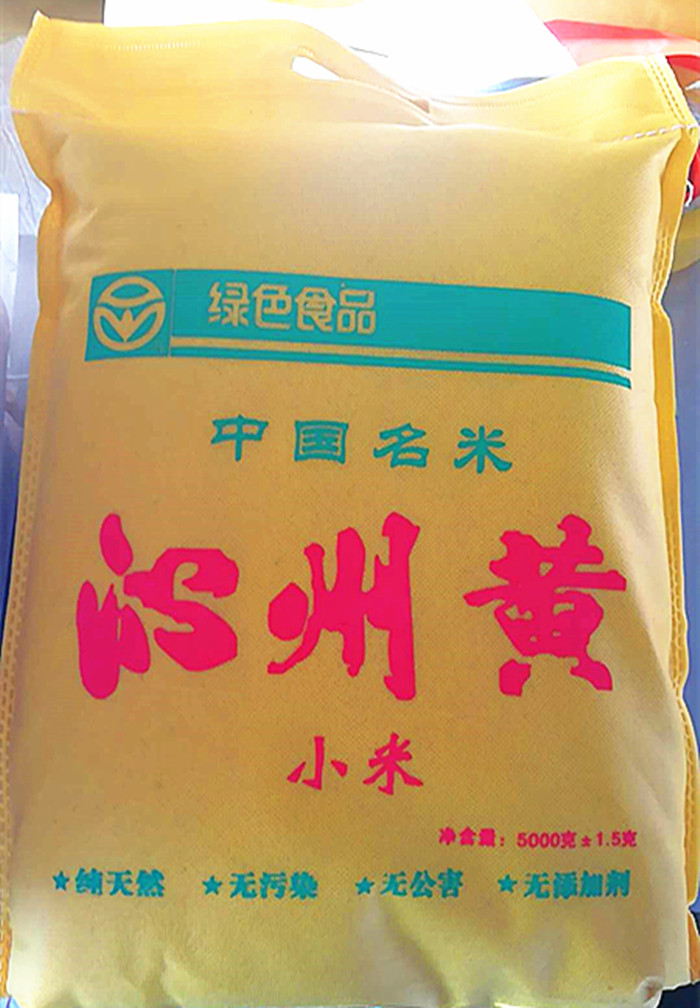 绿色食品
中国名米
沁州黄
小米
净含量：5000克±1.5克
★纯天然 ★无污染 ★无公害 ★无添加剂